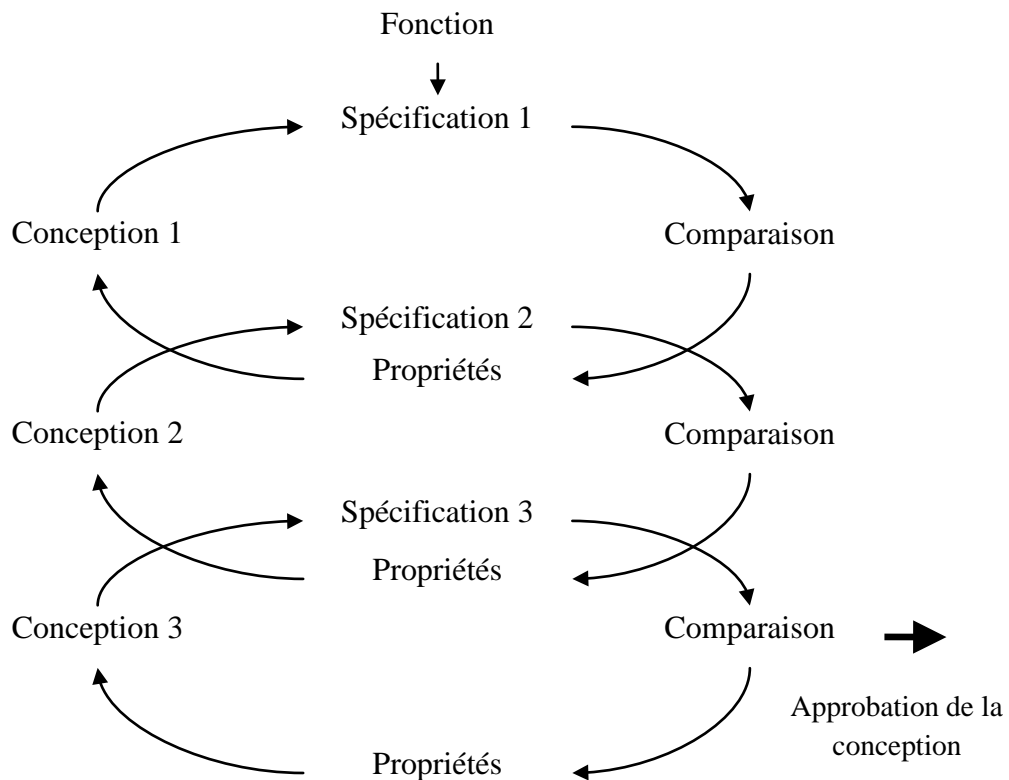 Fonction
Spécification 1
Conception 1
Comparaison
Spécification 2
Propriétés
Conception 2
Comparaison
Spécification 3
Propriétés
Conception 3
Comparaison
Approbation de la
conception
Propriétés